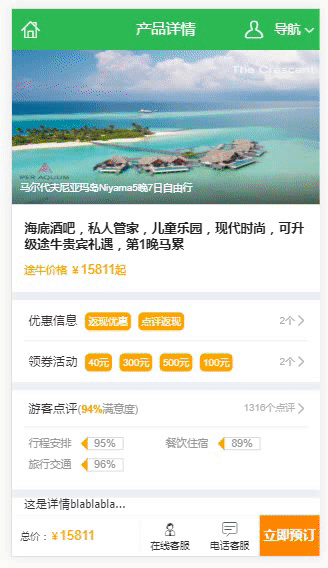 产品详情
导航
The Crescent
PER AQUUM
马尔代夫尼亚玛岛Niyama5晚7日自由行
海底酒吧，私人管家，儿童乐园，现代时尚，可升
级途牛贵宾礼遇，第1晚马累
途牛价格 ￥15811起
优惠信息 返现优惠 点评返现 2个
领券活动 40元 300元 500元 100元 2个
游客点评(94%满意度) 1316个点评
行程安排 95% 餐饮住宿 89%
旅行交通 96%
这是详情blablabla...
总价：￥15811 在线客服 电话客服 立即预订